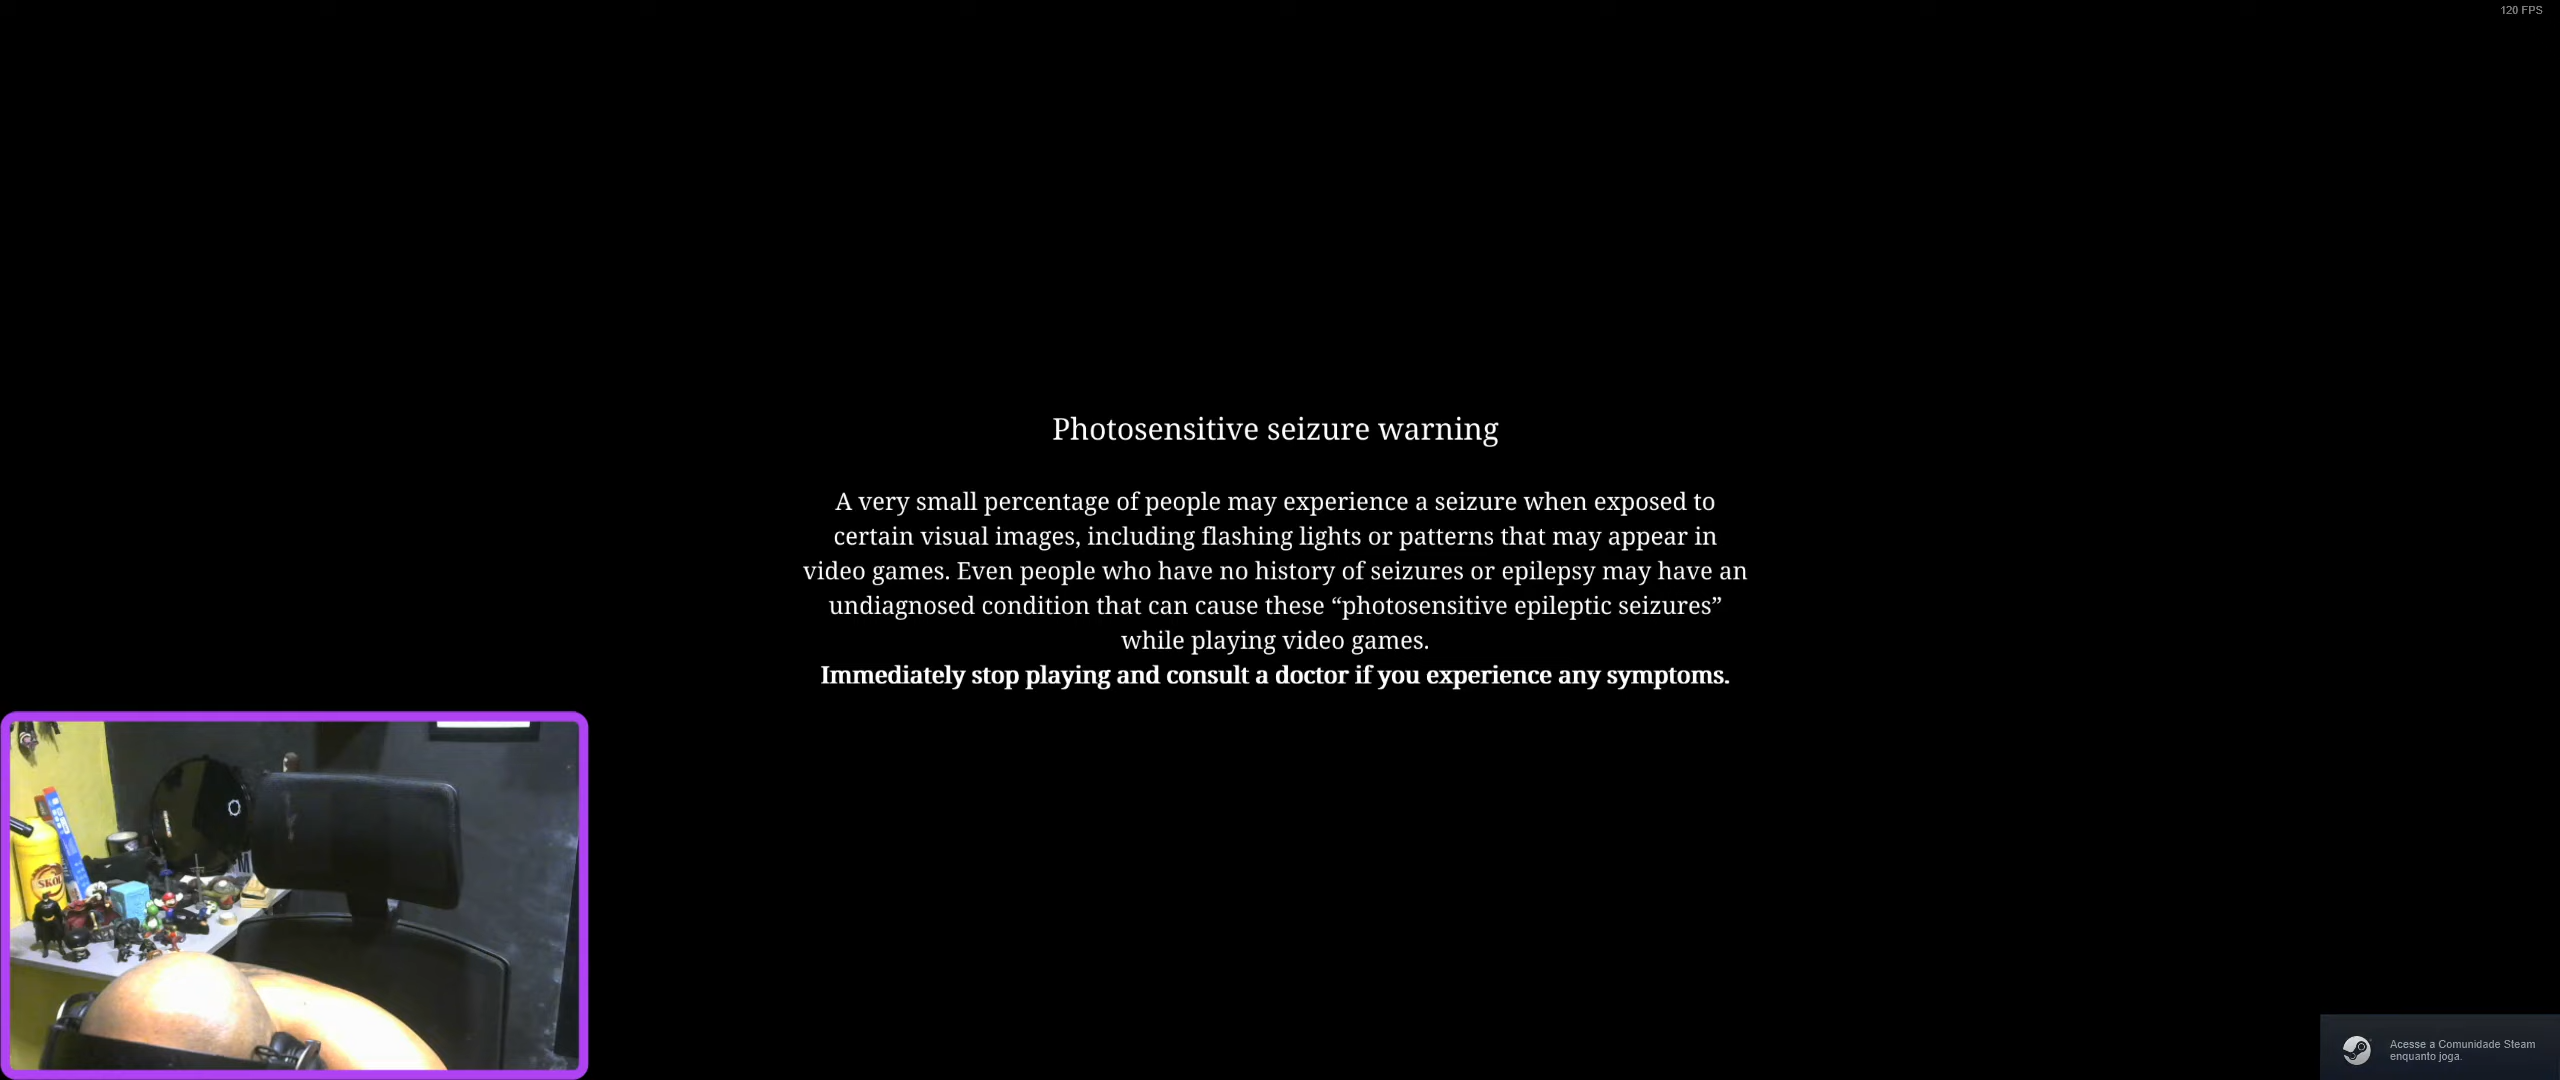 120 FPS
Photosensitive seizure warning
A very small percentage of people may experience a seizure when exposed to
certain visual images, including flashing lights or patterns that may appear in
video games. Even people who have no history of seizures or epilepsy may have an
undiagnosed condition that can cause these “photosensitive epileptic seizures”
while playing video games.
Immediately stop playing and consult a doctor if you experience any symptoms.
SKOL
Acesse a Comunidade Steam
enquanto joga.